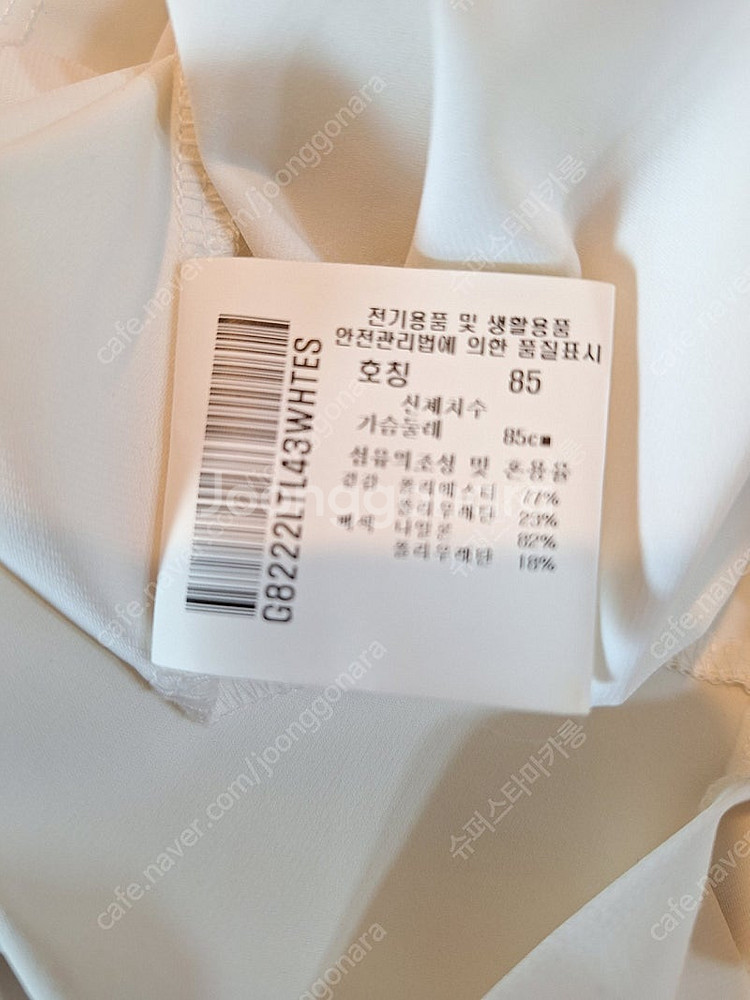 전기용품 및 생활용품
안전관리법에 의한 품질표시
호칭 85
신체치수
가슴둘레 85cm
섬유의조성 및 혼용율
겉감 폴리에스터 77%
폴리우레탄 23%
배색 나일론 82%
폴리우레탄 18%
G8222LTL43WHTES
Joonggonara
cafe.naver.com/joonggonara
슈퍼스타마카롱